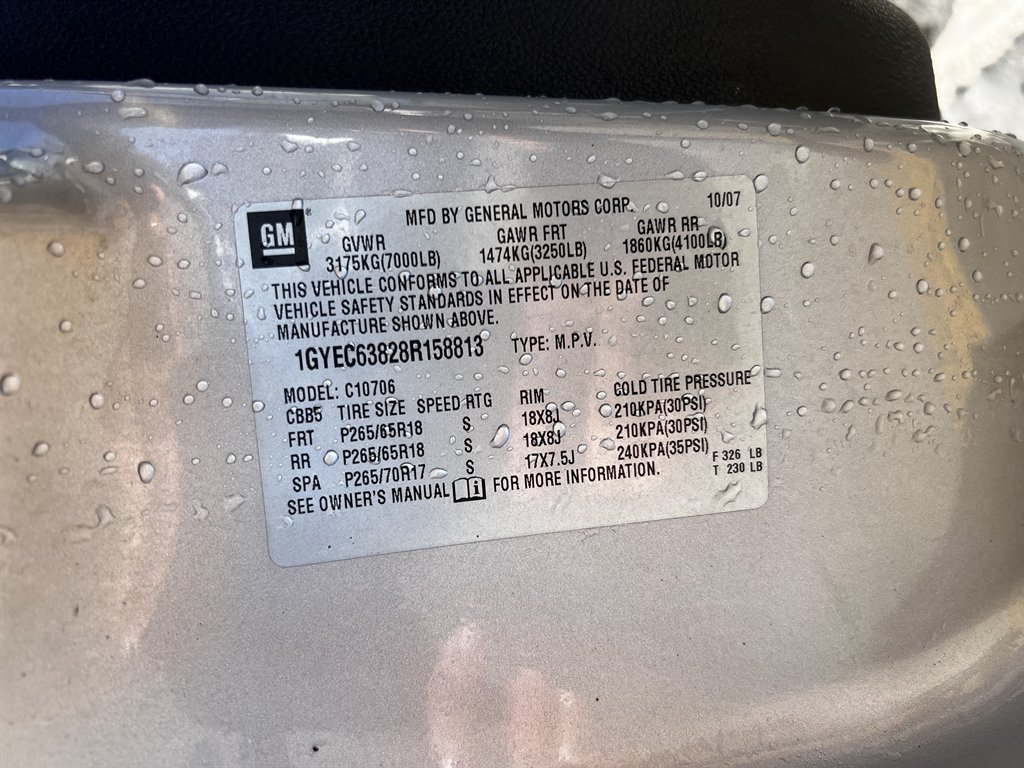 GM
MFD BY GENERAL MOTORS CORP. 10/07
GVWR GAWR FRT GAWR RR
3175KG(7000LB) 1474KG(3250LB) 1860KG(4100LB)
THIS VEHICLE CONFORMS TO ALL APPLICABLE U.S. FEDERAL MOTOR
VEHICLE SAFETY STANDARDS IN EFFECT ON THE DATE OF
MANUFACTURE SHOWN ABOVE.
1GYEC63828R158813 TYPE: M.P.V.
MODEL: C10706
CBB5 TIRE SIZE SPEED RTG RIM COLD TIRE PRESSURE
FRT P265/65R18 S 18X8J 210KPA(30PSI)
RR P265/65R18 S 18X8J 210KPA(30PSI)
SPA P265/70R17 S 17X7.5J 240KPA(35PSI)
F 326 LB
T 230 LB
SEE OWNER'S MANUAL i FOR MORE INFORMATION.